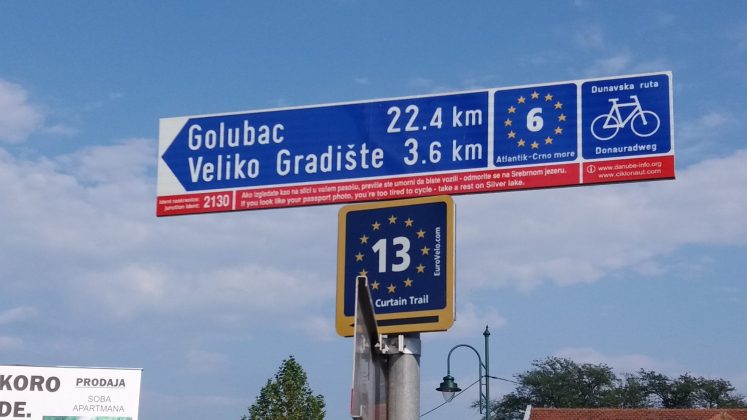 Golubac 22.4 km
Veliko Gradište 3.6 km
6
Atlantik-Crno more
Dunavska ruta
Donauradweg
2130
Ako izgledate kao na slici u vašem pasošu, previše ste umorni da biste vozili - odmorite se na Srebrnom jezeru.
If you look like your passport photo, you're too tired to cycle - take a rest on Silver lake.
www.danube-info.org
www.ciklonaut.com
13
EuroVelo.com
Curtain Trail
KORO
DE.
PRODAJA
SOBA
APARTMANA